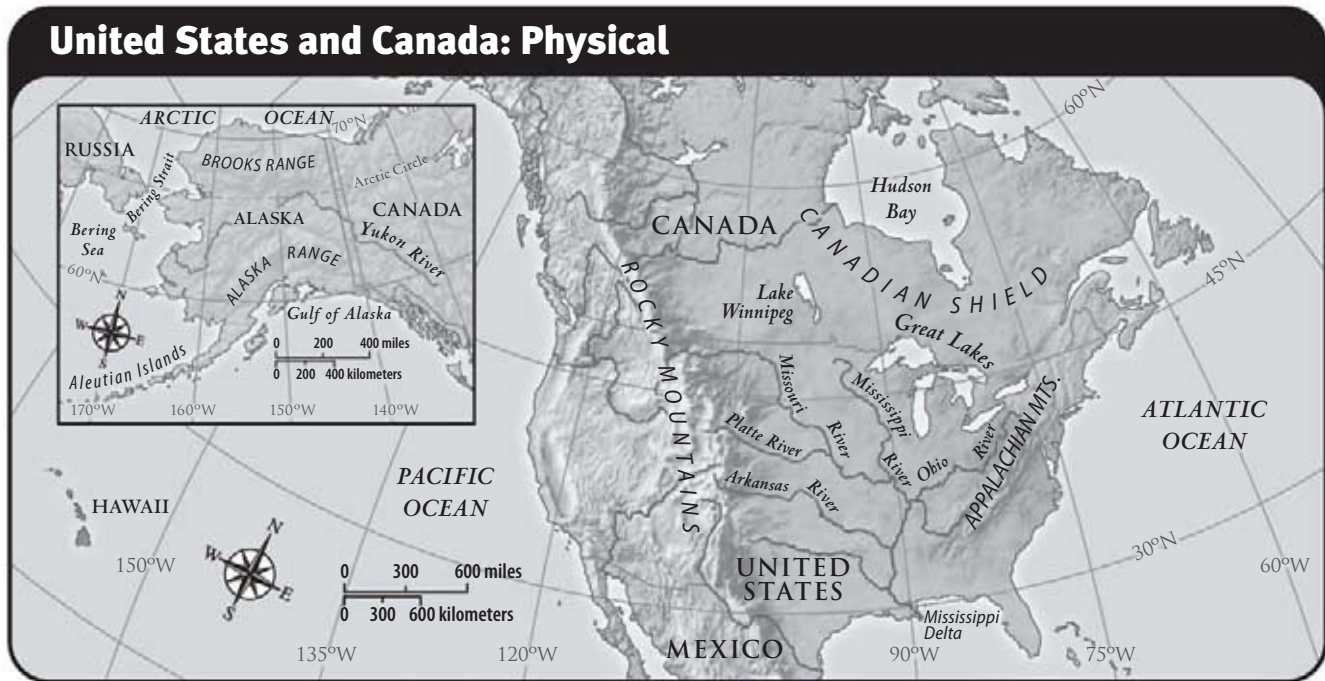 United States and Canada: Physical
ARCTIC OCEAN
70°N
RUSSIA
Bering Strait
BROOKS RANGE
Arctic Circle
ALASKA
CANADA
Yukon River
Bering
Sea
60°N
ALASKA RANGE
N
W
E
S
Gulf of Alaska
0 200 400 miles
0 200 400 kilometers
Aleutian Islands
170°W
160°W
150°W
140°W
60°N
Hudson
Bay
CANADA
CANADIAN SHIELD
45°N
ROCKY MOUNTAINS
Lake
Winnipeg
Great Lakes
Missouri
River
Mississippi
River
Platte River
Ohio
River
APPALACHIAN MTS.
ATLANTIC
OCEAN
PACIFIC
OCEAN
Arkansas
River
HAWAII
150°W
N
W
E
S
0 300 600 miles
0 300 600 kilometers
UNITED
STATES
30°N
60°W
Mississippi
Delta
MEXICO
135°W
120°W
90°W
75°W